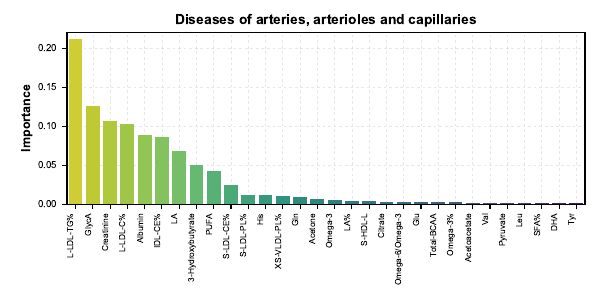 Diseases of arteries, arterioles and capillaries
Importance
0.20
0.15
0.10
0.05
0.00
L-LDL-TG%
GlycA
Creatinine
L-LDL-C%
Albumin
IDL-CE%
LA
3-Hydroxybutyrate
PUFA
S-LDL-CE%
S-LDL-PL%
His
XS-VLDL-PL%
Gln
Acetone
Omega-3
LA%
S-HDL-L
Citrate
Omega-6/Omega-3
Glu
Total-BCAA
Omega-3%
Acetoacetate
Val
Pyruvate
Leu
SFA%
DHA
Tyr